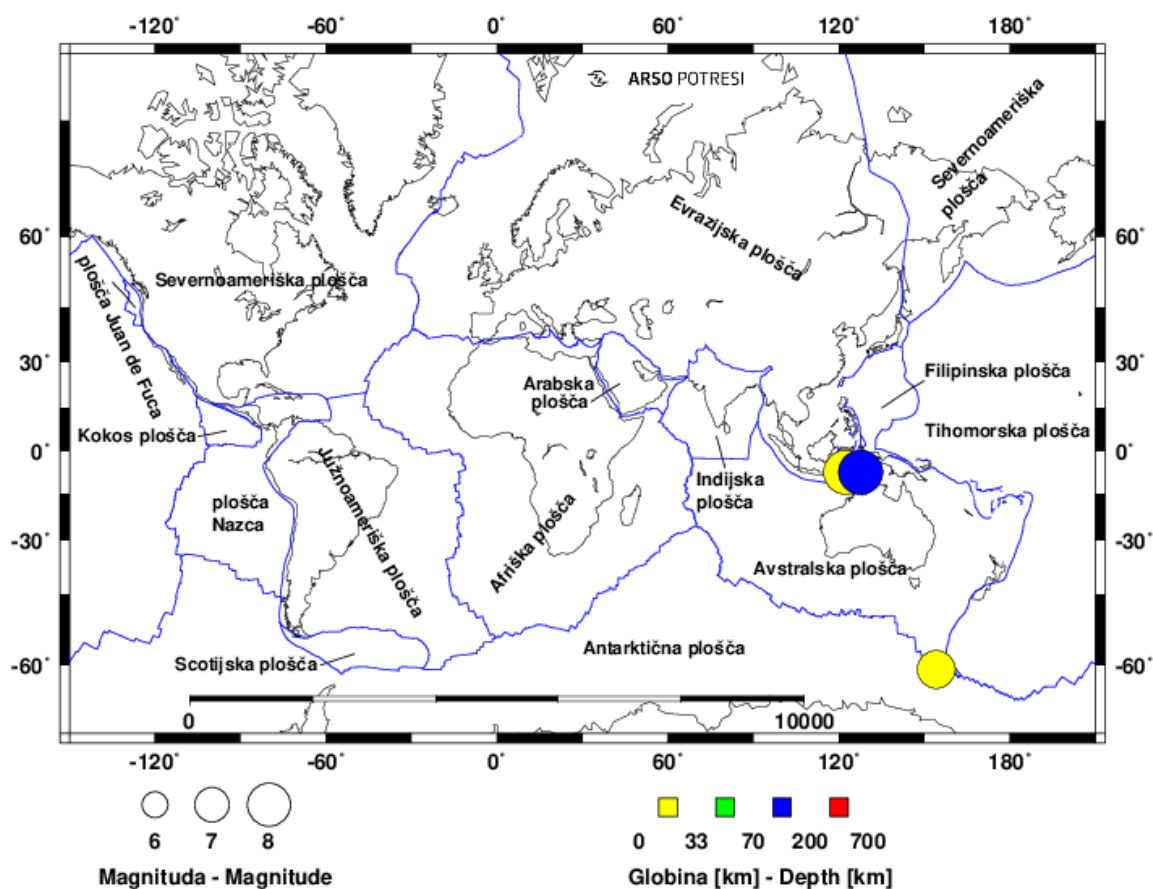 -120° -60° 0° 60° 120° 180°
ARSO POTRESI
Severnoameriška
plošča
Evrazijska plošča
60° 60°
plošča Juan de Fuca
Severnoameriška plošča
30° 30°
Arabska
plošča
Filipinska plošča
Kokos plošča
Tihomorska plošča
0° 0°
Južnoameriška plošča
Indijska
plošča
plošča
Nazca
Afriška plošča
-30° -30°
Avstralska plošča
Antarktična plošča
Scotijska plošča
-60° -60°
0 10000
-120° -60° 0° 60° 120° 180°
6 7 8
0 33 70 200 700
Magnituda - Magnitude
Globina [km] - Depth [km]